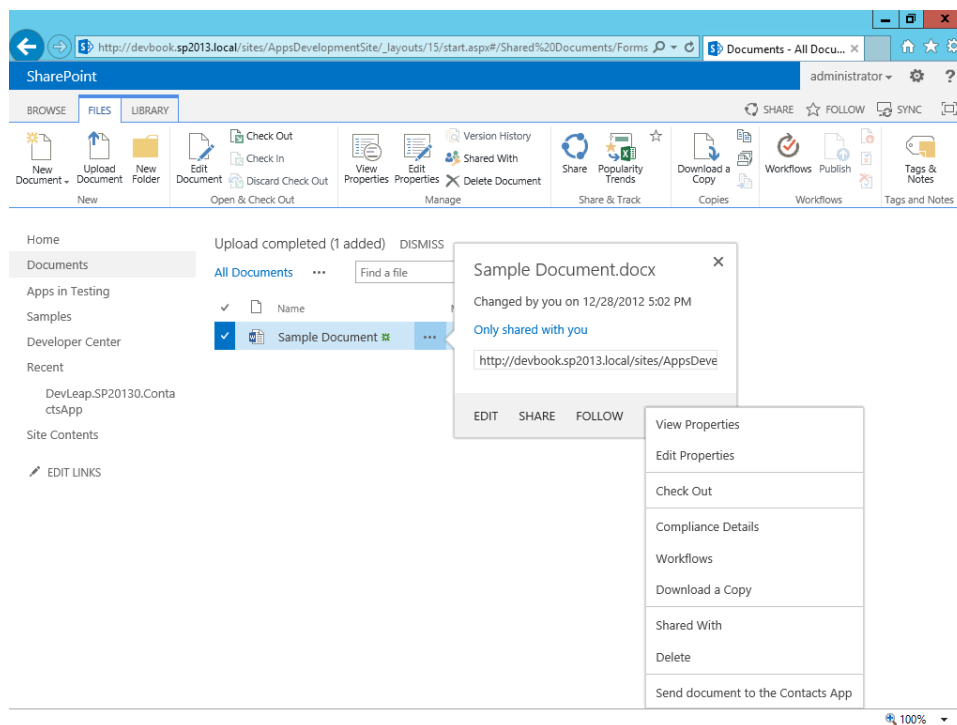 http://devbook.sp2013.local/sites/AppsDevelopmentSite/_layouts/15/start.aspx#/Shared%20Documents/Forms
Documents - All Docu...
SharePoint
administrator
?
BROWSE FILES LIBRARY
SHARE FOLLOW SYNC
New Document
Upload Document
New Folder
New
Edit Document
Check Out
Check In
Discard Check Out
Open & Check Out
View Properties
Edit Properties
Version History
Shared With
Delete Document
Manage
Share
Popularity Trends
Share & Track
Download a Copy
Copies
Workflows
Publish
Workflows
Tags & Notes
Tags and Notes
Home
Documents
Apps in Testing
Samples
Developer Center
Recent
DevLeap.SP20130.Conta
ctsApp
Site Contents
EDIT LINKS
Upload completed (1 added) DISMISS
All Documents ... Find a file
Name
Sample Document ...
Sample Document.docx
Changed by you on 12/28/2012 5:02 PM
Only shared with you
http://devbook.sp2013.local/sites/AppsDeve
EDIT SHARE FOLLOW
View Properties
Edit Properties
Check Out
Compliance Details
Workflows
Download a Copy
Shared With
Delete
Send document to the Contacts App
100%